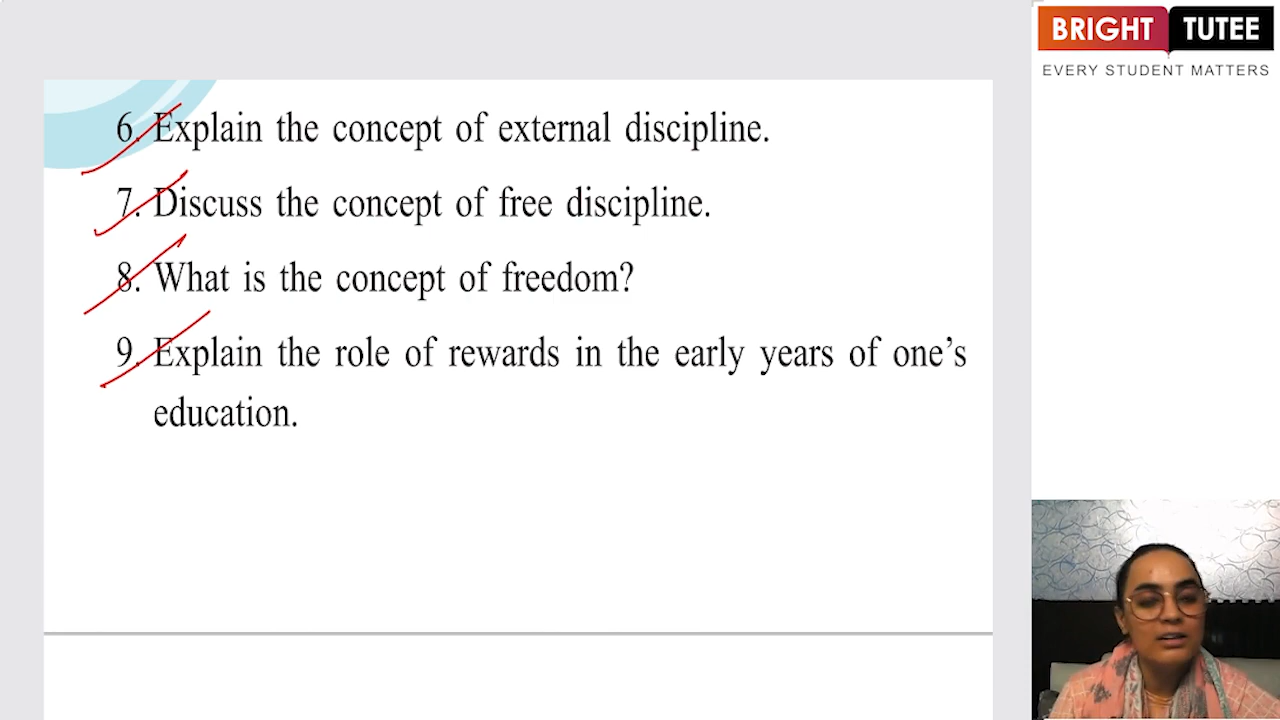 BRIGHT TUTEE
EVERY STUDENT MATTERS
6. Explain the concept of external discipline.
7. Discuss the concept of free discipline.
8. What is the concept of freedom?
9. Explain the role of rewards in the early years of one’s
education.